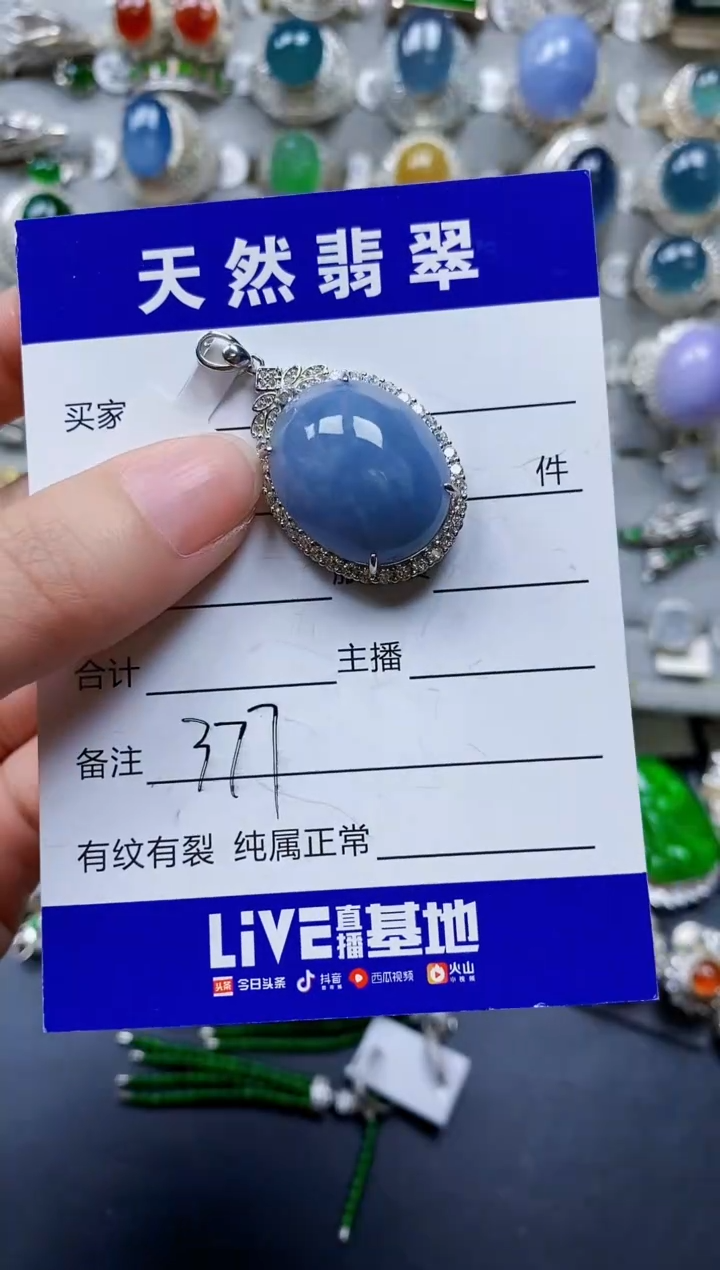 天然翡翠
买家
件
合计 主播
备注 377
有纹有裂 纯属正常
LiVE直播基地
头条 今日头条 抖音 西瓜视频 火山